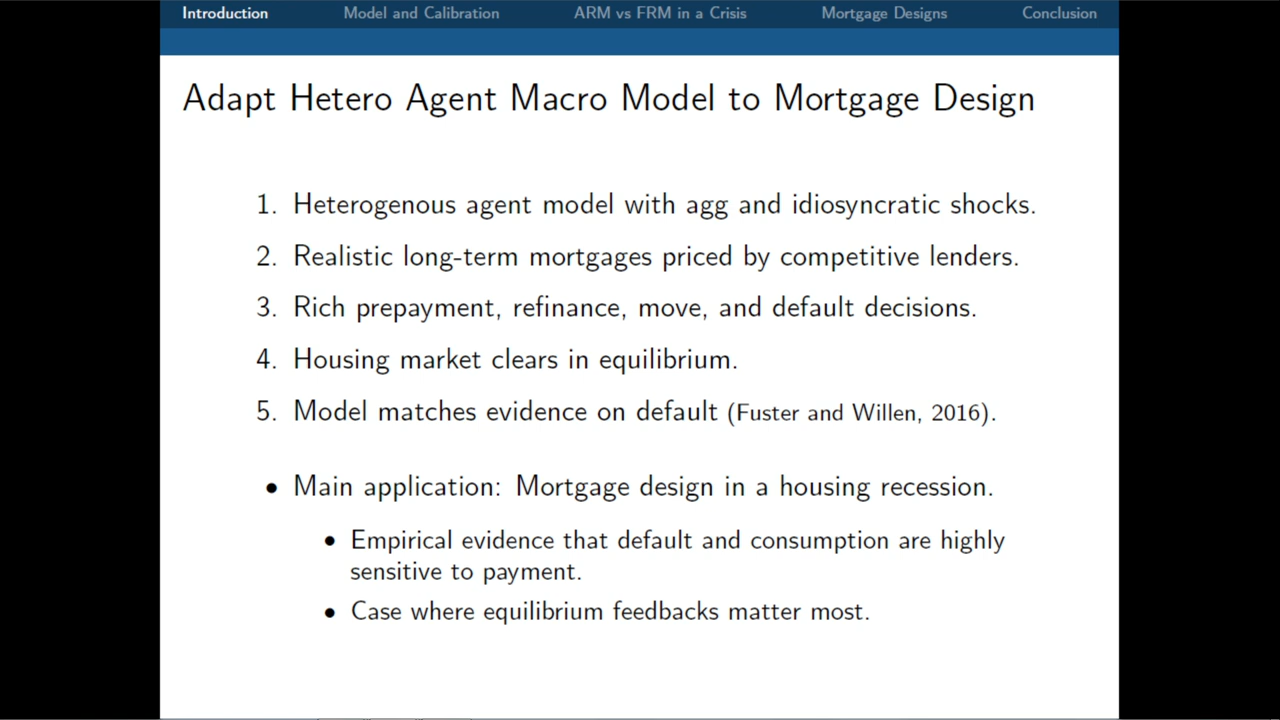 Introduction Model and Calibration ARM vs FRM in a Crisis Mortgage Designs Conclusion
Adapt Hetero Agent Macro Model to Mortgage Design
1. Heterogenous agent model with agg and idiosyncratic shocks.
2. Realistic long-term mortgages priced by competitive lenders.
3. Rich prepayment, refinance, move, and default decisions.
4. Housing market clears in equilibrium.
5. Model matches evidence on default (Fuster and Willen, 2016).
• Main application: Mortgage design in a housing recession.
• Empirical evidence that default and consumption are highly
sensitive to payment.
• Case where equilibrium feedbacks matter most.